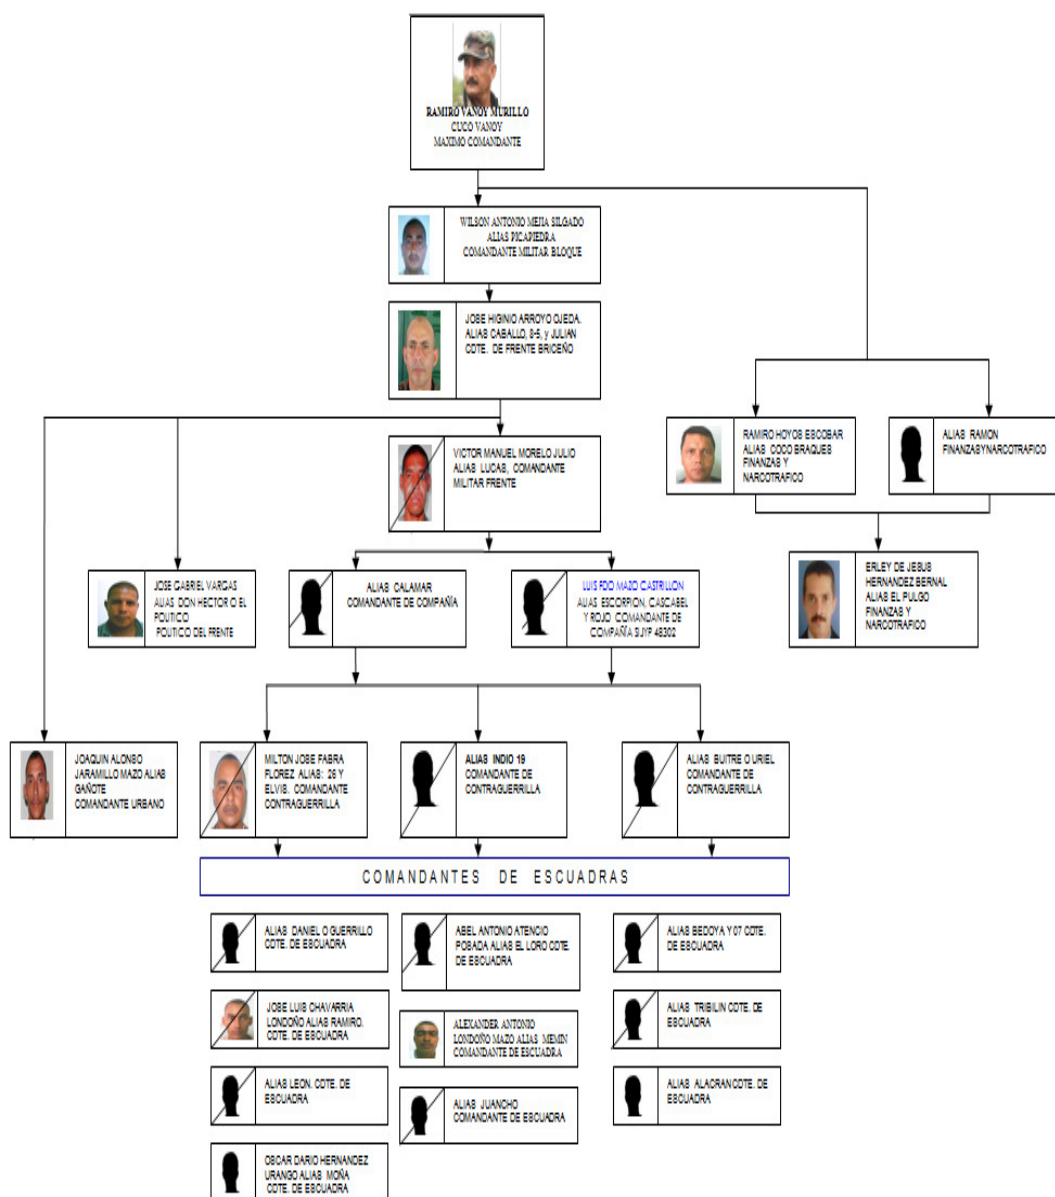 RAMIRO VANOY MURILLO
CUCO VANOY
MAXIMO COMANDANTE
WILSON ANTONIO MEJIA SILGADO
ALIAS PICAPIEDRA
COMANDANTE MILITAR BLOQUE
JOSE HIGINIO ARROYO OJEDA.
ALIAS CABALLO, 8-5, y JULIAN
CDTE. DE FRENTE BRICEÑO
VICTOR MANUEL MORELO JULIO
ALIAS LUCAS, COMANDANTE
MILITAR FRENTE
RAMIRO HOYOS ESCOBAR
ALIAS COCO BRAQUES
FINANZAS Y
NARCOTRAFICO
ALIAS RAMON
FINANZASYNARCOTRAFICO
JOSE GABRIEL VARGAS
ALIAS DON HECTOR O EL
POLITICO
POLITICO DEL FRENTE
ALIAS CALAMAR
COMANDANTE DE COMPAÑÍA
LUIS FDO MAZO CASTRILLON
ALIAS ESCORPION, CASCABEL
Y ROJO COMANDANTE DE
COMPAÑÍA SIJYP 48302
ERLEY DE JESUS
HERNANDEZ BERNAL
ALIAS EL PULGO
FINANZAS Y
NARCOTRAFICO
JOAQUIN ALONSO
JARAMILLO MAZO ALIAS
GAÑOTE
COMANDANTE URBANO
MILTON JOSE FABRA
FLOREZ ALIAS: 26 Y
ELVIS. COMANDANTE
CONTRAGUERRILLA
ALIAS INDIO 19
COMANDANTE DE
CONTRAGUERRILLA
ALIAS BUITRE O URIEL
COMANDANTE DE
CONTRAGUERRILLA
COMANDANTES DE ESCUADRAS
ALIAS DANIEL O GUERRILLO
CDTE. DE ESCUADRA
ABEL ANTONIO ATENCIO
POSADA ALIAS EL LORO CDTE.
DE ESCUADRA
ALIAS BEDOYA Y 07 CDTE.
DE ESCUADRA
JOSE LUIS CHAVARRIA
LONDOÑO ALIAS RAMIRO.
CDTE. DE ESCUADRA
ALEXANDER ANTONIO
LONDOÑO MAZO ALIAS MEMIN
COMANDANTE DE ESCUADRA
ALIAS TRIBILIN CDTE. DE
ESCUADRA
ALIAS LEON. CDTE. DE
ESCUADRA
ALIAS JUANCHO
COMANDANTE DE ESCUADRA
ALIAS ALACRAN CDTE. DE
ESCUADRA
OSCAR DARIO HERNANDEZ
URANGO ALIAS MOÑA
CDTE. DE ESCUADRA